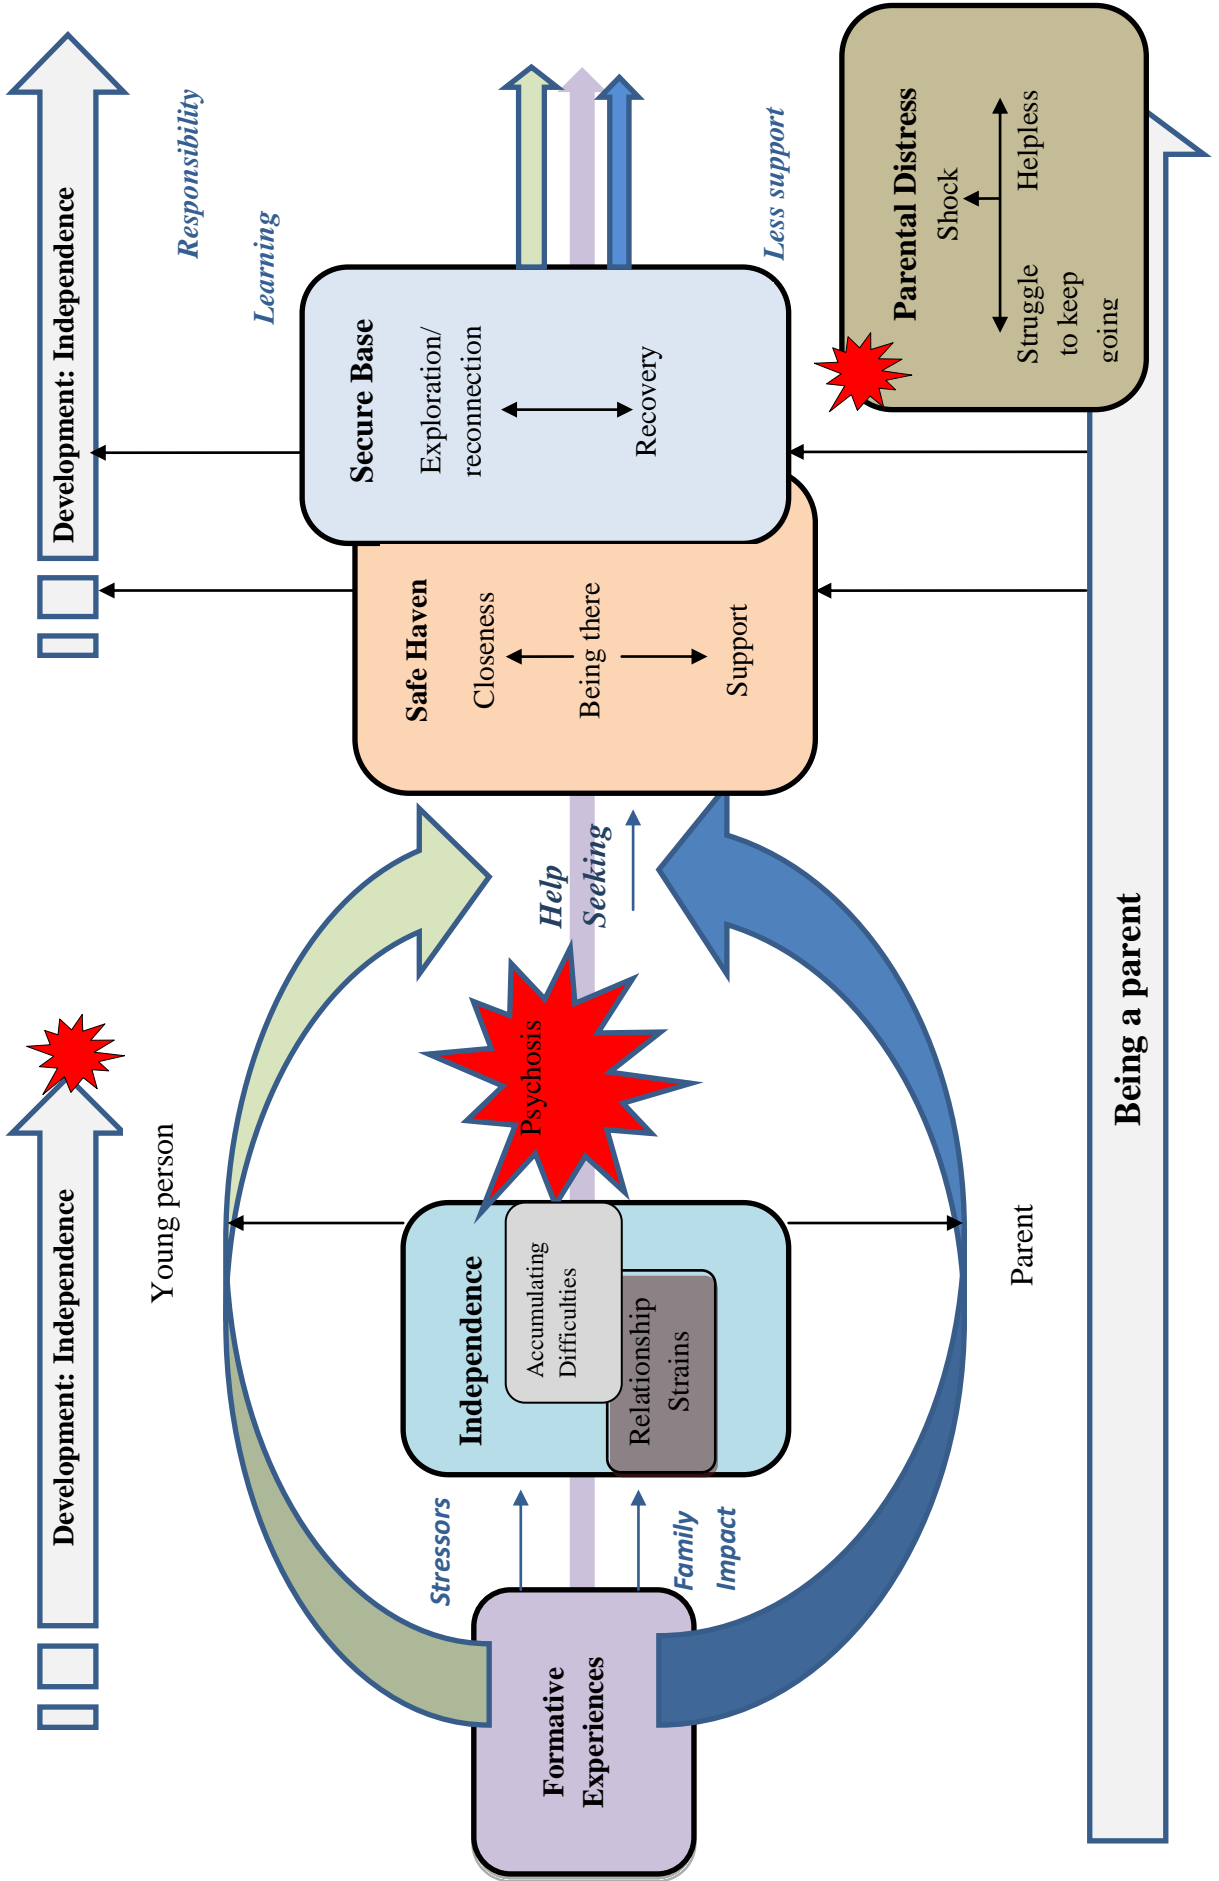 Development: Independence
Development: Independence
Young person
Responsibility
Learning
Stressors
Formative
Experiences
Family
Impact
Independence
Accumulating
Difficulties
Relationship
Strains
Psychosis
Help
Seeking
Safe Haven
Closeness
Being there
Support
Secure Base
Exploration/
reconnection
Recovery
Less support
Parent
Parental Distress
Shock
Struggle
to keep
going
Helpless
Being a parent